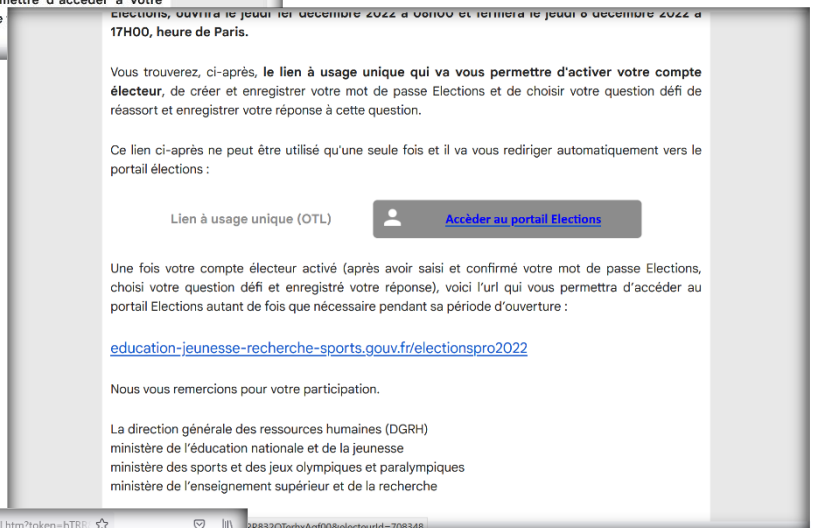 mettre d'accéder à votre
Elections, ouvrira le jeudi 1er décembre 2022 à 08h00 et fermera le jeudi 8 décembre 2022 à
17H00, heure de Paris.
Vous trouverez, ci-après, le lien à usage unique qui va vous permettre d'activer votre compte
électeur, de créer et enregistrer votre mot de passe Elections et de choisir votre question défi de
réassort et enregistrer votre réponse à cette question.
Ce lien ci-après ne peut être utilisé qu'une seule fois et il va vous rediriger automatiquement vers le
portail élections :
Lien à usage unique (OTL)
Accèder au portail Elections
Une fois votre compte électeur activé (après avoir saisi et confirmé votre mot de passe Elections,
choisi votre question défi et enregistré votre réponse), voici l'url qui vous permettra d'accéder au
portail Elections autant de fois que nécessaire pendant sa période d'ouverture :
education-jeunesse-recherche-sports.gouv.fr/electionspro2022
Nous vous remercions pour votre participation.
La direction générale des ressources humaines (DGRH)
ministère de l'éducation nationale et de la jeunesse
ministère des sports et des jeux olympiques et paralympiques
ministère de l'enseignement supérieur et de la recherche